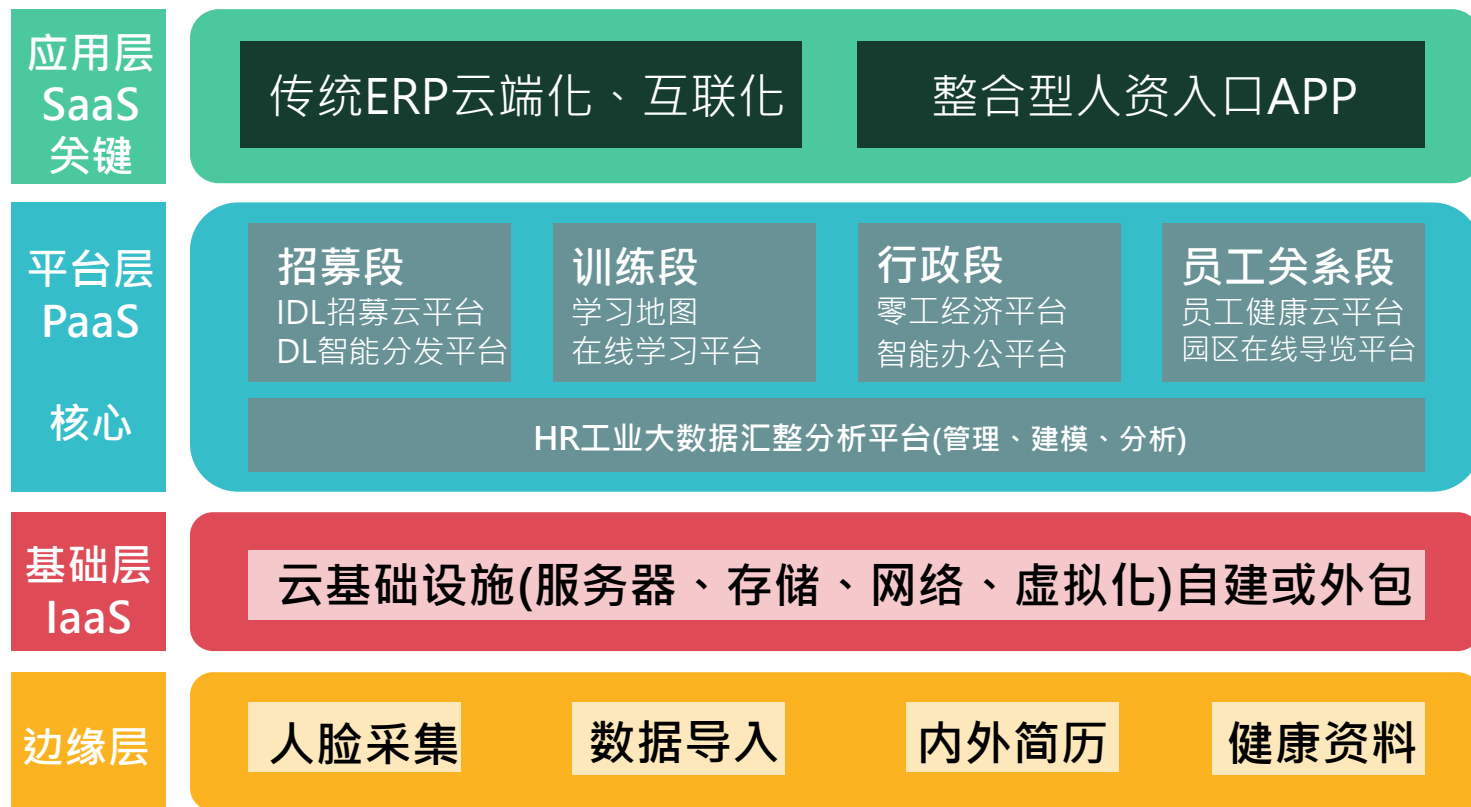 应用层
SaaS
关键
传统ERP云端化、互联化
整合型人资入口APP
平台层
PaaS
核心
招募段
IDL招募云平台
DL智能分发平台
训练段
学习地图
在线学习平台
行政段
零工经济平台
智能办公平台
员工关系段
员工健康云平台
园区在线导览平台
HR工业大数据汇整分析平台(管理、建模、分析)
基础层
IaaS
云基础设施(服务器、存储、网络、虚拟化)自建或外包
边缘层
人脸采集
数据导入
内外简历
健康资料